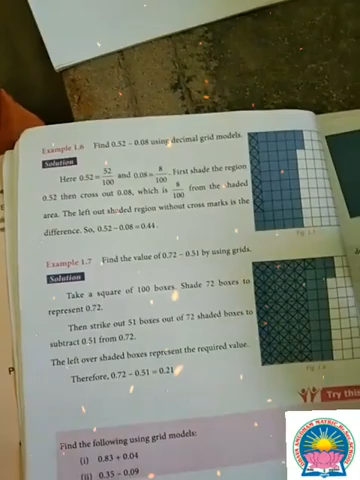 Example 1.6 Find 0.52 – 0.08 using decimal grid models.
Solution
Here 0.52 = 52/100 and 0.08 = 8/100. First shade the region
0.52 then cross out 0.08, which is 8/100 from the shaded
area. The left out shaded region without cross marks is the
difference. So, 0.52 – 0.08 = 0.44.
Example 1.7 Find the value of 0.72 – 0.51 by using grids.
Solution
Take a square of 100 boxes. Shade 72 boxes to
represent 0.72.
Then strike out 51 boxes out of 72 shaded boxes to
subtract 0.51 from 0.72.
The left over shaded boxes represent the required value.
Therefore, 0.72 – 0.51 = 0.21
Try this
Find the following using grid models:
(i) 0.83 + 0.04
(ii) 0.35 – 0.09